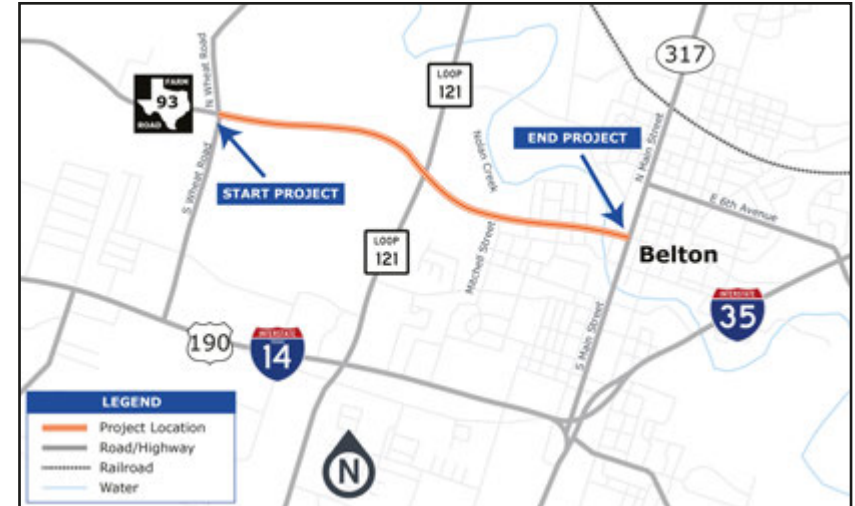 N Wheat Road
FARM
93
ROAD
LOOP
121
317
END PROJECT
Nolan Creek
N Main Street
START PROJECT
S Wheat Road
E 6th Avenue
LOOP
121
Mitchell Street
Belton
INTERSTATE
35
S Main Street
190
INTERSTATE
14
LEGEND
Project Location
Road/Highway
Railroad
Water
N